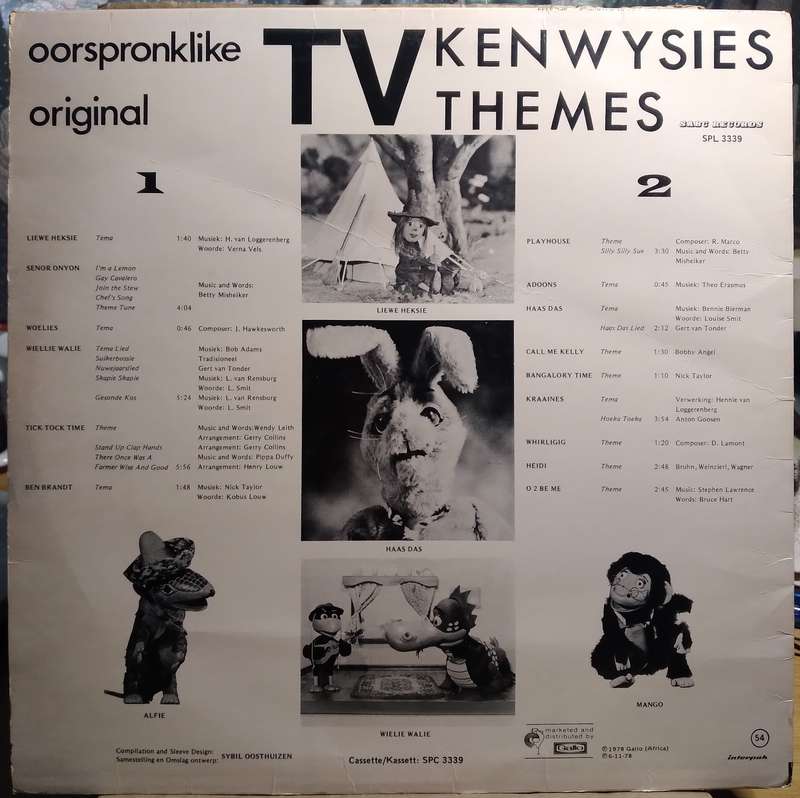 oorspronklike TV KENWYSIES
original THEMES
SABC RECORDS
SPL 3339
1
LIEWE HEKSIE Tema 1:40 Musiek: H. van Loggerenberg
Woorde: Verna Vels
SENOR ONYON I'm a Lemon
Gay Cavalero
Join the Stew Music and Words:
Chef's Song Betty Misheiker
Theme Tune 4:04
WOELIES Tema 0:46 Composer: J. Hawkesworth
WIELLIE WALIE Tema Lied Musiek: Bob Adams
Suikerbossie Tradisioneel
Nuwejaarslied Gert van Tonder
Skapie Skapie Musiek: L. van Rensburg
Woorde: L. Smit
Gesonde Kos 5:24 Musiek: L. van Rensburg
Woorde: L. Smit
TICK-TOCK TIME Theme Music and Words:Wendy Leith
Arrangement: Gerry Collins
Stand Up Clap Hands Arrangement: Gerry Collins
There Once Was A Music and Words: Pippa Duffy
Farmer Wise And Good 5:56 Arrangement: Henry Louw
BEN BRANDT Tema 1:48 Musiek: Nick Taylor
Woorde: Kobus Louw
LIEWE HEKSIE
HAAS DAS
WIELIE WALIE
2
PLAYHOUSE Theme Composer: R. Marco
Silly Silly Sue 3:30 Music and Words: Betty
Misheiker
ADOONS Tema 0:45 Musiek: Theo Erasmus
HAAS DAS Tema Musiek: Bennie Bierman
Woorde: Louise Smit
Haas Das Lied 2:12 Gert van Tonder
CALL ME KELLY Theme 1:30 Bobby Angel
BANGALORY TIME Theme 1:10 Nick Taylor
KRAAINES Tema Verwerking: Hennie van
Loggerenberg
Hoeka Toeka 3:54 Anton Goosen
WHIRLIGIG Theme 1:20 Composer: D. Lamont
HEIDI Theme 2:48 Bruhn, Weinzierl, Wagner
O 2 BE ME Theme 2:45 Music: Stephen Lawrence
Words: Bruce Hart
ALFIE
MANGO
Compilation and Sleeve Design:
Samestelling en Omslag ontwerp: SYBIL OOSTHUIZEN
Cassette/Kassett: SPC 3339
marketed and
distributed by
Gallo
℗1978 Gallo (Africa)
©6-11-78
54
interpak